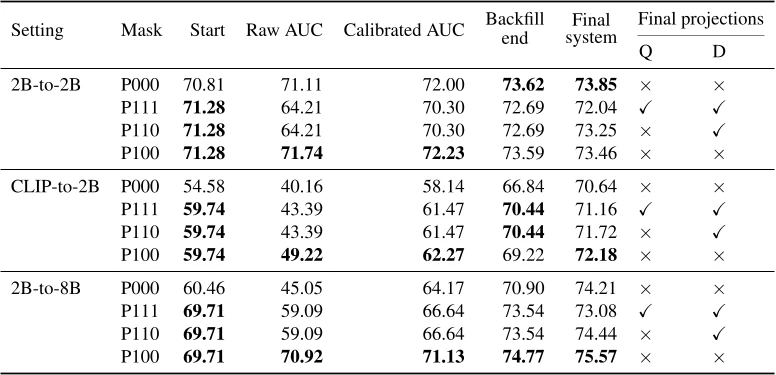 Setting Mask Start Raw AUC Calibrated AUC Backfill end Final system Final projections
Q D
2B-to-2B P000 70.81 71.11 72.00 73.62 73.85 × ×
P111 71.28 64.21 70.30 72.69 72.04 ✓ ✓
P110 71.28 64.21 70.30 72.69 73.25 × ✓
P100 71.28 71.74 72.23 73.59 73.46 × ×
CLIP-to-2B P000 54.58 40.16 58.14 66.84 70.64 × ×
P111 59.74 43.39 61.47 70.44 71.16 ✓ ✓
P110 59.74 43.39 61.47 70.44 71.72 × ✓
P100 59.74 49.22 62.27 69.22 72.18 × ×
2B-to-8B P000 60.46 45.05 64.17 70.90 74.21 × ×
P111 69.71 59.09 66.64 73.54 73.08 ✓ ✓
P110 69.71 59.09 66.64 73.54 74.44 × ✓
P100 69.71 70.92 71.13 74.77 75.57 × ×